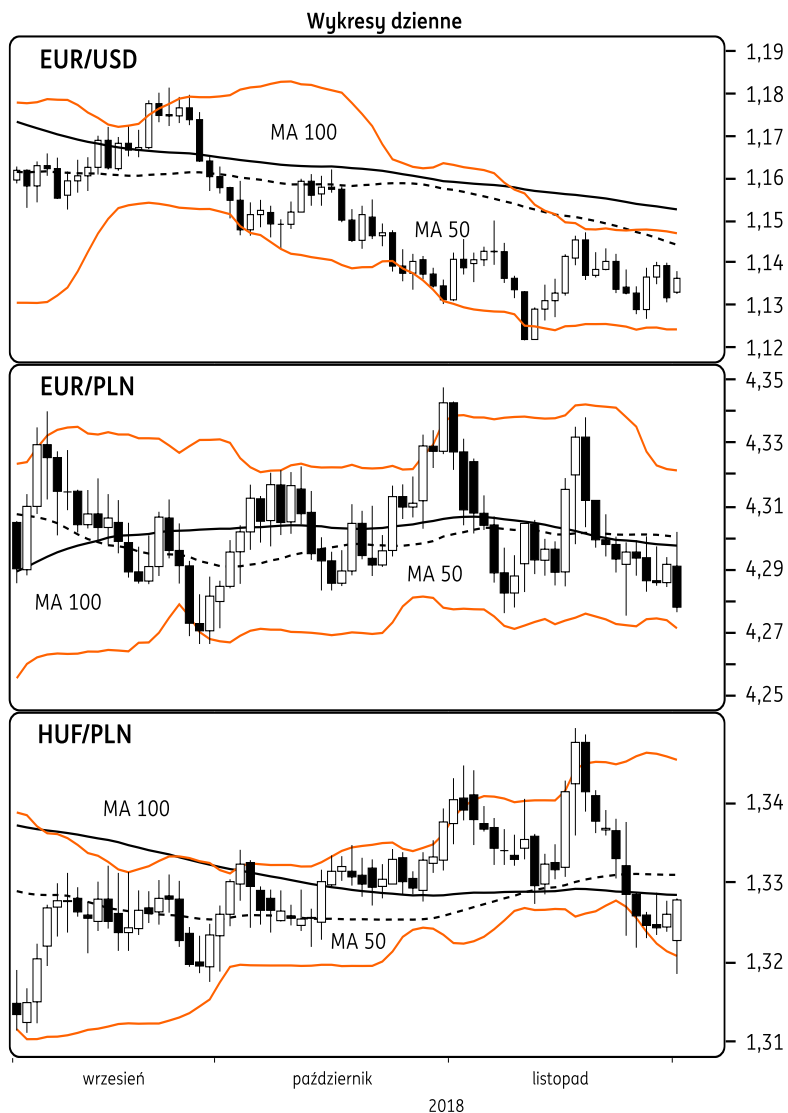 Wykresy dzienne
EUR/USD
MA 100
MA 50
1,19
1,18
1,17
1,16
1,15
1,14
1,13
1,12
EUR/PLN
MA 100
MA 50
4,35
4,33
4,31
4,29
4,27
4,25
HUF/PLN
MA 100
MA 50
1,34
1,33
1,32
1,31
wrzesień październik listopad
2018